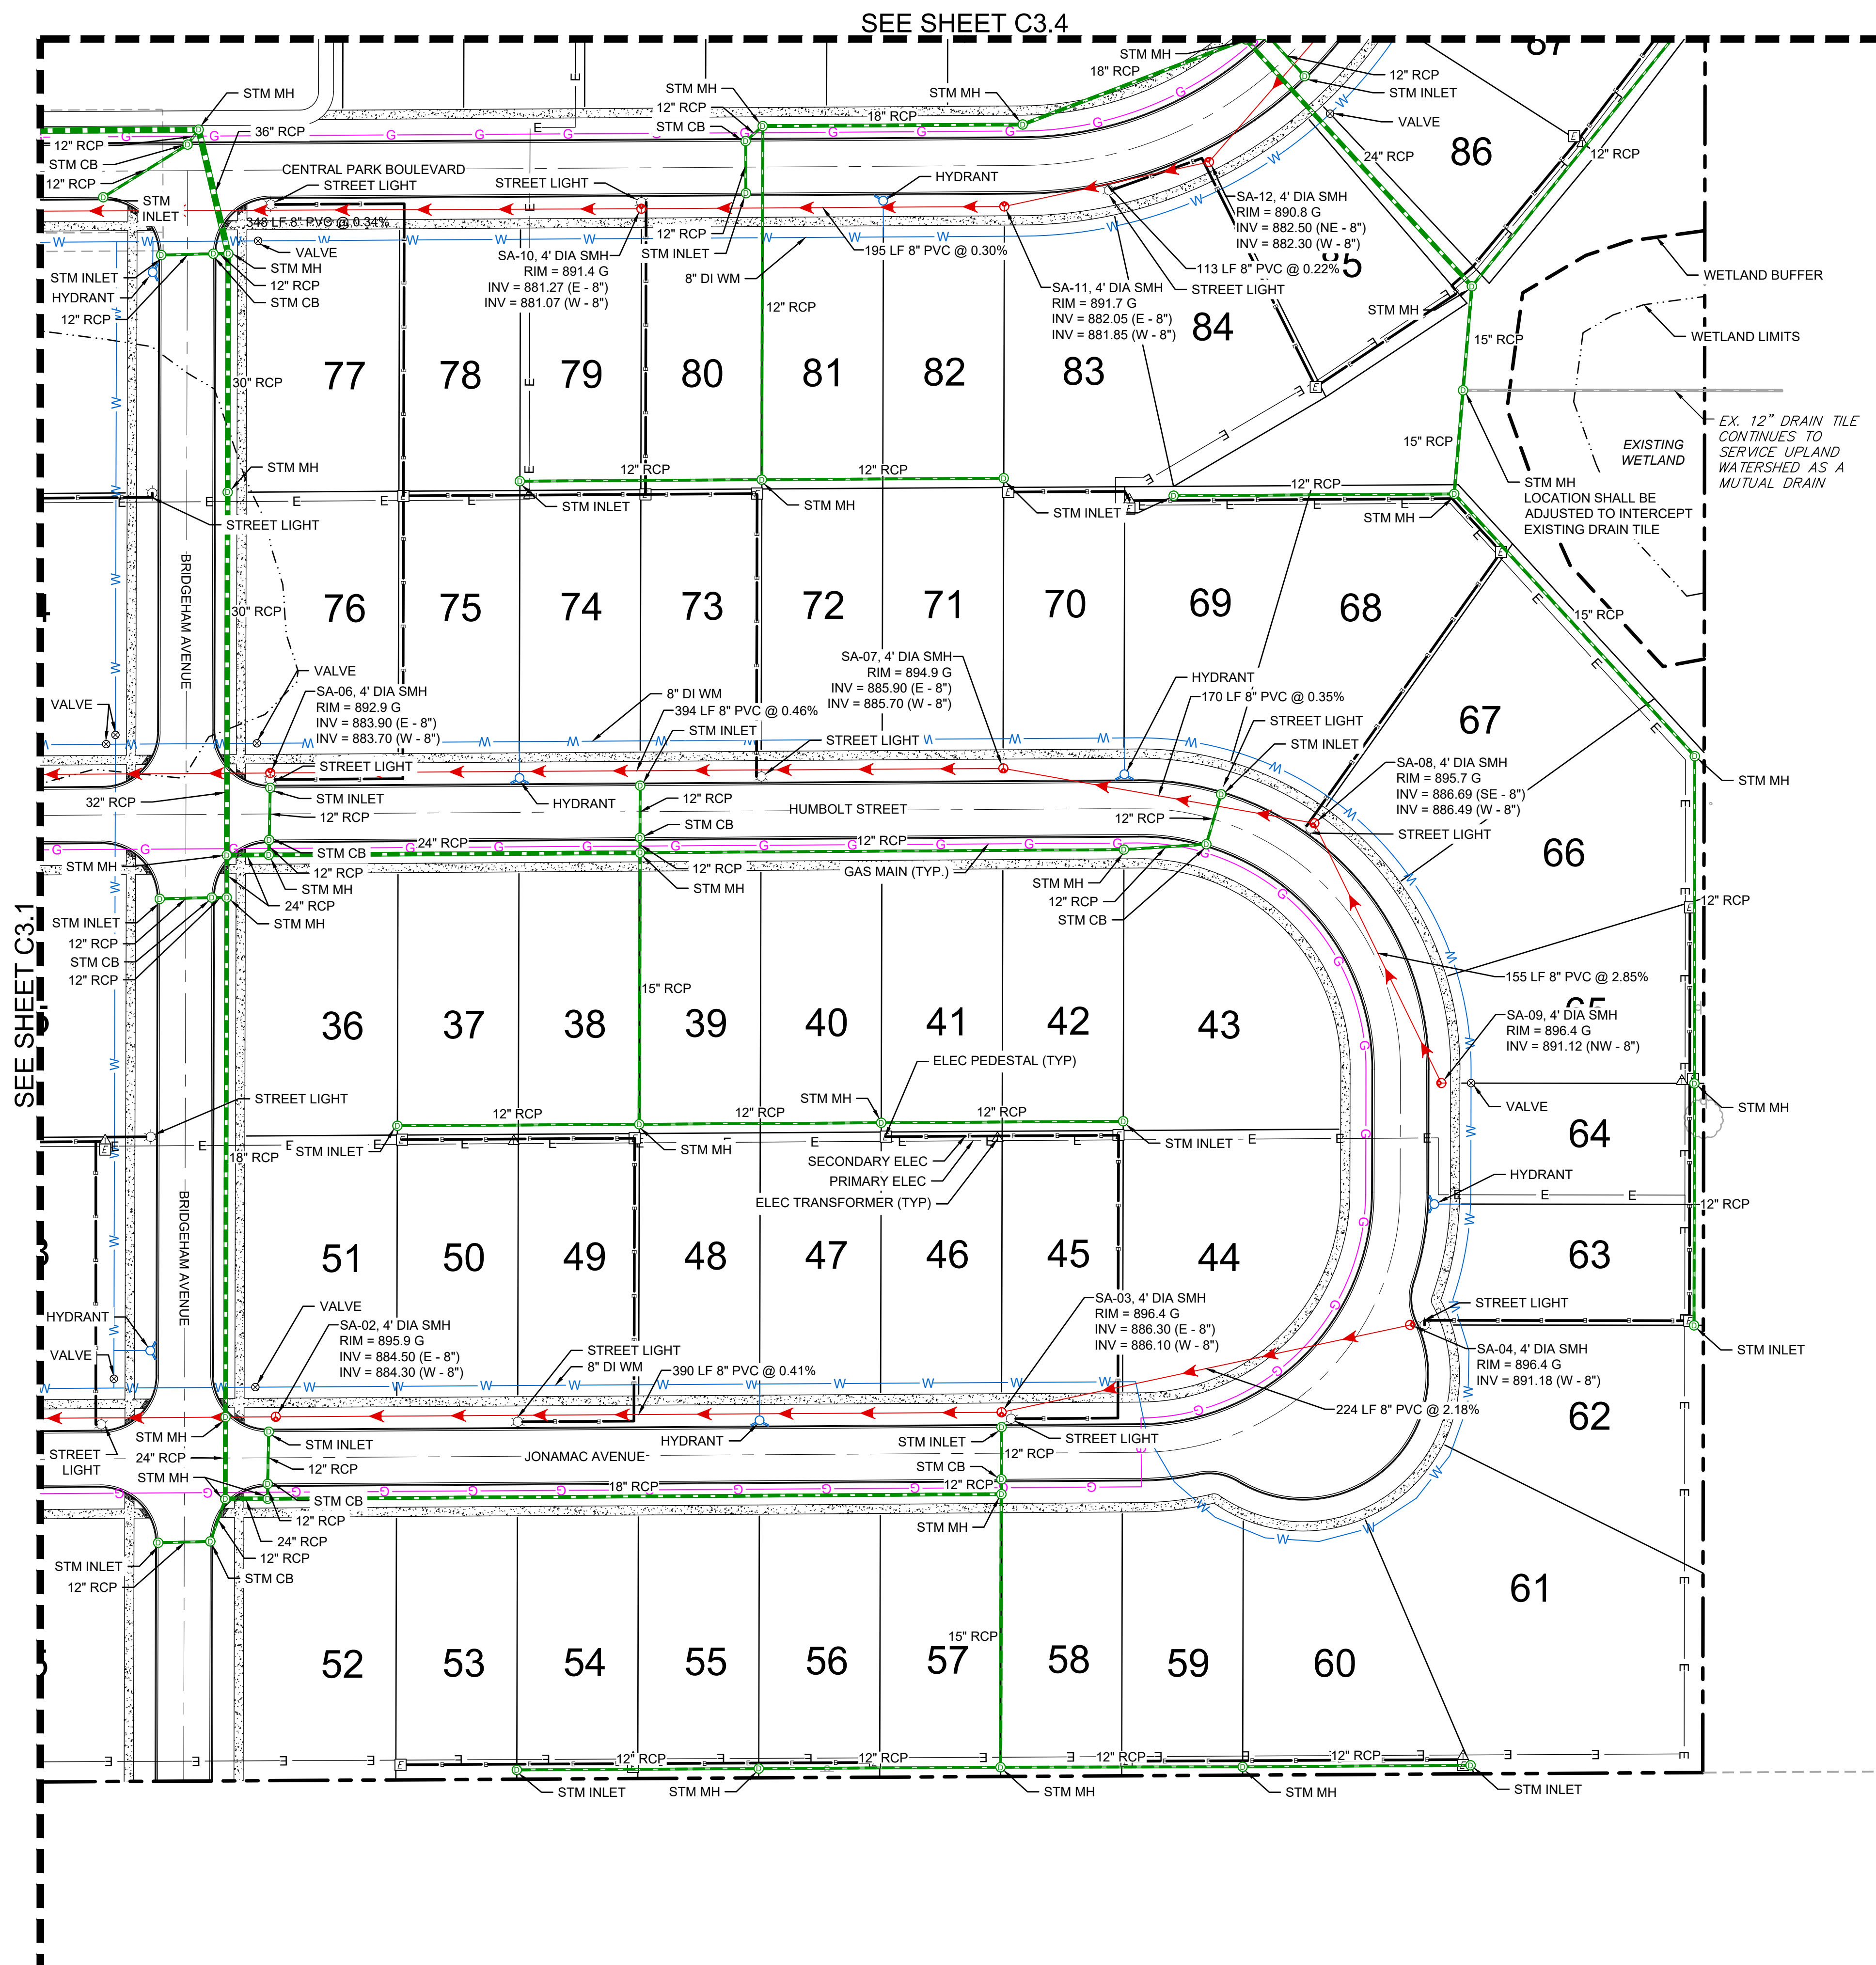 SEE SHEET C3.4
STM MH
18" RCP
12" RCP
STM INLET
VALVE
87
STM MH
36" RCP
12" RCP
STM CB
12" RCP
STM MH
12" RCP
STM CB
STM MH
18" RCP
86
24" RCP
12" RCP
CENTRAL PARK BOULEVARD
STREET LIGHT
STREET LIGHT
HYDRANT
STM
INLET
348 LF 8" PVC @ 0.34%
VALVE
STM INLET
HYDRANT
12" RCP
STM MH
12" RCP
STM CB
SA-10, 4' DIA SMH
RIM = 891.4 G
INV = 881.27 (E - 8")
INV = 881.07 (W - 8")
12" RCP
STM INLET
8" DI WM
195 LF 8" PVC @ 0.30%
12" RCP
SA-12, 4' DIA SMH
RIM = 890.8 G
INV = 882.50 (NE - 8")
INV = 882.30 (W - 8")
85
113 LF 8" PVC @ 0.22%
STREET LIGHT
SA-11, 4' DIA SMH
RIM = 891.7 G
INV = 882.05 (E - 8")
INV = 881.85 (W - 8")
STM MH
84
WETLAND BUFFER
WETLAND LIMITS
15" RCP
30" RCP
77
78
79
80
81
82
83
EX. 12" DRAIN TILE
CONTINUES TO
SERVICE UPLAND
WATERSHED AS A
MUTUAL DRAIN
EXISTING
WETLAND
15" RCP
STM MH
12" RCP
12" RCP
12" RCP
STM MH
LOCATION SHALL BE
ADJUSTED TO INTERCEPT
EXISTING DRAIN TILE
STREET LIGHT
STM INLET
STM MH
STM INLET
STM MH
BRIDGEHAM AVENUE
30" RCP
76
75
74
73
72
71
70
69
68
15" RCP
VALVE
VALVE
SA-06, 4' DIA SMH
RIM = 892.9 G
INV = 883.90 (E - 8")
INV = 883.70 (W - 8")
STREET LIGHT
8" DI WM
394 LF 8" PVC @ 0.46%
STM INLET
STREET LIGHT
SA-07, 4' DIA SMH
RIM = 894.9 G
INV = 885.90 (E - 8")
INV = 885.70 (W - 8")
HYDRANT
170 LF 8" PVC @ 0.35%
STREET LIGHT
STM INLET
67
SA-08, 4' DIA SMH
RIM = 895.7 G
INV = 886.69 (SE - 8")
INV = 886.49 (W - 8")
STREET LIGHT
STM MH
32" RCP
STM INLET
12" RCP
HYDRANT
12" RCP
HUMBOLT STREET
STM CB
12" RCP
24" RCP
12" RCP
66
STM MH
STM CB
12" RCP
STM MH
24" RCP
STM MH
12" RCP
STM MH
GAS MAIN (TYP.)
STM MH
12" RCP
STM CB
12" RCP
STM INLET
12" RCP
STM CB
12" RCP
SEE SHEET C3.1
15" RCP
155 LF 8" PVC @ 2.85%
65
SA-09, 4' DIA SMH
RIM = 896.4 G
INV = 891.12 (NW - 8")
36
37
38
39
40
41
42
43
ELEC PEDESTAL (TYP)
STREET LIGHT
STM MH
VALVE
STM MH
64
12" RCP
12" RCP
12" RCP
18" RCP
STM INLET
STM MH
STM INLET
SECONDARY ELEC
PRIMARY ELEC
ELEC TRANSFORMER (TYP)
HYDRANT
12" RCP
BRIDGEHAM AVENUE
51
50
49
48
47
46
45
44
63
HYDRANT
VALVE
VALVE
SA-02, 4' DIA SMH
RIM = 895.9 G
INV = 884.50 (E - 8")
INV = 884.30 (W - 8")
STREET LIGHT
8" DI WM
390 LF 8" PVC @ 0.41%
SA-03, 4' DIA SMH
RIM = 896.4 G
INV = 886.30 (E - 8")
INV = 886.10 (W - 8")
STREET LIGHT
SA-04, 4' DIA SMH
RIM = 896.4 G
INV = 891.18 (W - 8")
STM INLET
224 LF 8" PVC @ 2.18%
62
STREET
LIGHT
STM MH
24" RCP
STM MH
STM INLET
12" RCP
JONAMAC AVENUE
HYDRANT
STM INLET
STREET LIGHT
12" RCP
STM CB
12" RCP
18" RCP
STM CB
12" RCP
24" RCP
12" RCP
STM MH
STM INLET
12" RCP
STM CB
61
15" RCP
52
53
54
55
56
57
58
59
60
12" RCP
12" RCP
12" RCP
12" RCP
STM INLET
STM MH
STM MH
STM MH
STM INLET